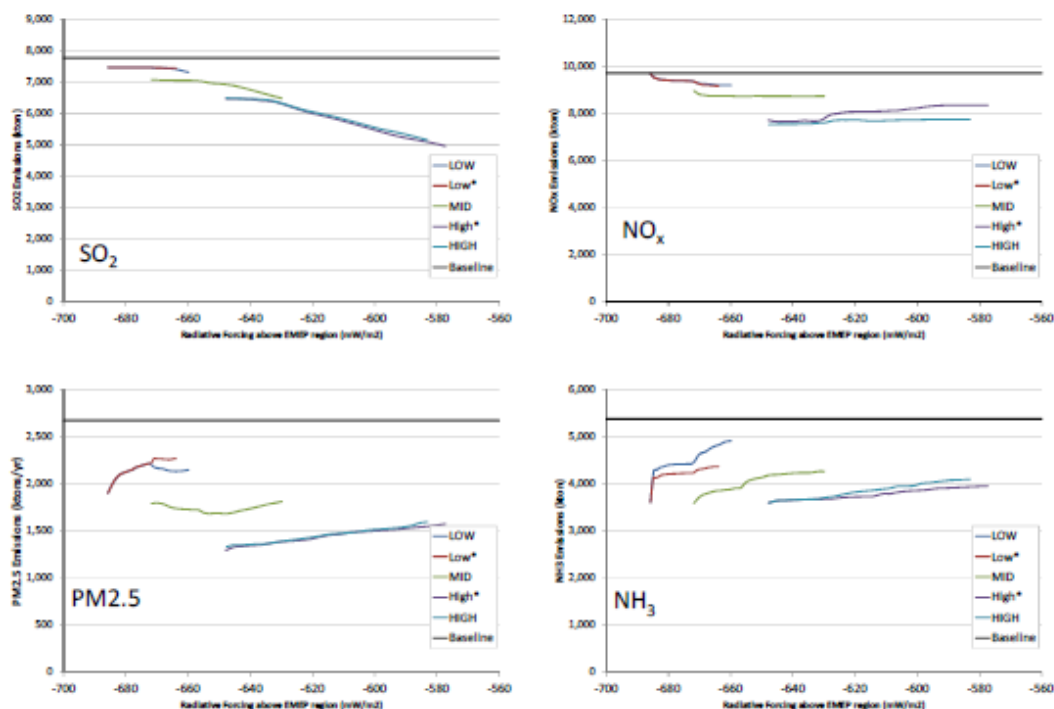 9,000
8,000
7,000
6,000
5,000
4,000
3,000
2,000
1,000
0
SO2 Emissions (kton)
LOW
Low*
MID
High*
HIGH
Baseline
SO2
-700 -680 -660 -640 -620 -600 -580 -560
Radiative Forcing above EMEP region (mW/m2)
12,000
10,000
8,000
6,000
4,000
2,000
0
NOx Emissions (kton)
LOW
Low*
MID
High*
HIGH
Baseline
NOx
-700 -680 -660 -640 -620 -600 -580 -560
Radiative Forcing above EMEP region (mW/m2)
3,000
2,500
2,000
1,500
1,000
500
0
PM2.5 Emissions (ktons/yr)
LOW
Low*
MID
High*
HIGH
Baseline
PM2.5
-700 -680 -660 -640 -620 -600 -580 -560
Radiative Forcing above EMEP region (mW/m2)
6,000
5,000
4,000
3,000
2,000
1,000
0
NH3 Emissions (kton)
LOW
Low*
MID
High*
HIGH
Baseline
NH3
-700 -680 -660 -640 -620 -600 -580 -560
Radiative Forcing above EMEP region (mW/m2)